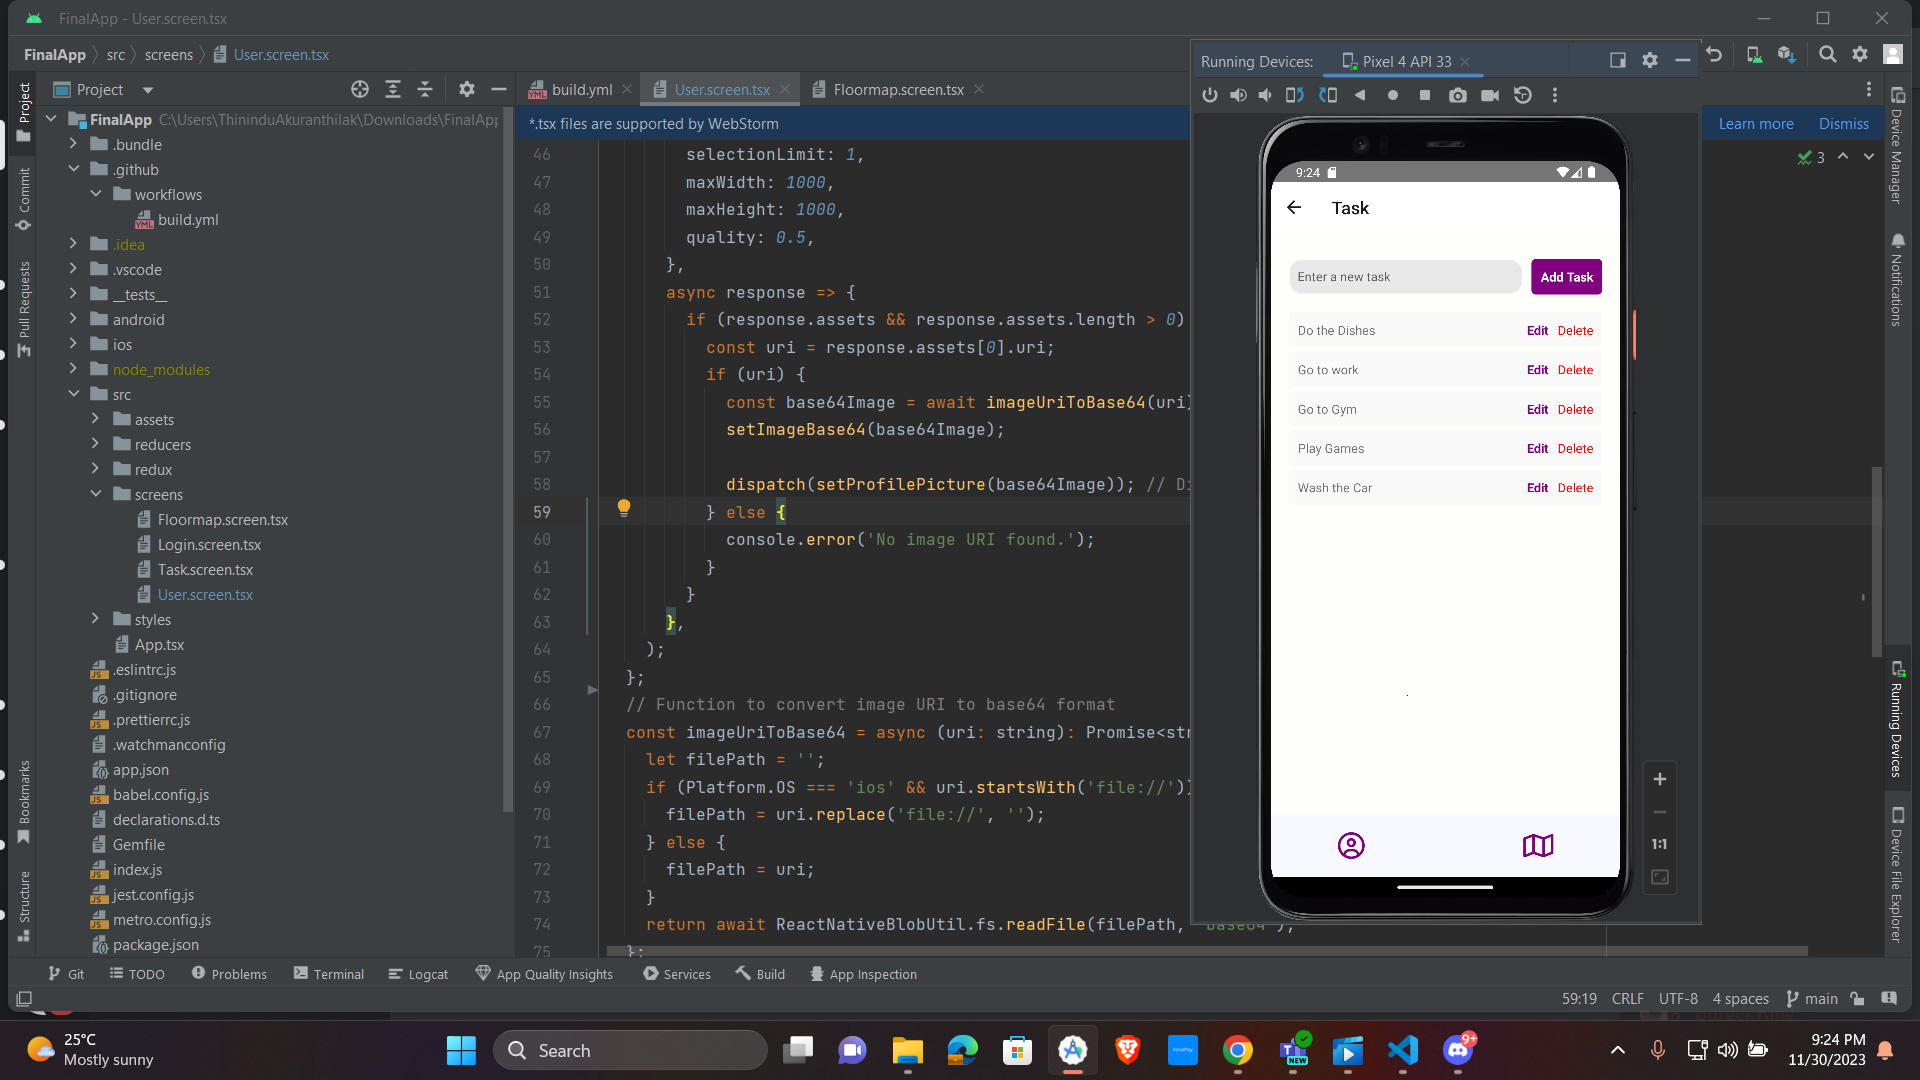 FinalApp - User.screen.tsx
FinalApp
src
screens
User.screen.tsx
Project
build.yml
User.screen.tsx
Floormap.screen.tsx
*.tsx files are supported by WebStorm
Learn more
Dismiss
3
Project
Commit
Pull Requests
Bookmarks
Structure
FinalApp C:\Users\ThininduAkuranthilak\Downloads\FinalApp
.bundle
.github
workflows
build.yml
.idea
.vscode
__tests__
android
ios
node_modules
src
assets
reducers
redux
screens
Floormap.screen.tsx
Login.screen.tsx
Task.screen.tsx
User.screen.tsx
styles
App.tsx
.eslintrc.js
.gitignore
.prettierrc.js
.watchmanconfig
app.json
babel.config.js
declarations.d.ts
Gemfile
index.js
jest.config.js
metro.config.js
package.json
46 selectionLimit: 1,
47 maxWidth: 1000,
48 maxHeight: 1000,
49 quality: 0.5,
50 },
51 async response => {
52 if (response.assets && response.assets.length > 0)
53 const uri = response.assets[0].uri;
54 if (uri) {
55 const base64Image = await imageUriToBase64(uri)
56 setImageBase64(base64Image);
57
58 dispatch(setProfilePicture(base64Image)); // Di
59 } else {
60 console.error('No image URI found.');
61 }
62 }
63 },
64 );
65 };
66 // Function to convert image URI to base64 format
67 const imageUriToBase64 = async (uri: string): Promise<str
68 let filePath = '';
69 if (Platform.OS === 'ios' && uri.startsWith('file://'))
70 filePath = uri.replace('file://', '');
71 } else {
72 filePath = uri;
73 }
74 return await ReactNativeBlobUtil.fs.readFile(filePath, 'base64');
75 };
Running Devices:
Pixel 4 API 33
9:24
Task
Enter a new task
Add Task
Do the Dishes Edit Delete
Go to work Edit Delete
Go to Gym Edit Delete
Play Games Edit Delete
Wash the Car Edit Delete
1:1
Device Manager
Notifications
Running Devices
Device File Explorer
Git
TODO
Problems
Terminal
Logcat
App Quality Insights
Services
Build
App Inspection
59:19
CRLF
UTF-8
4 spaces
main
25°C
Mostly sunny
Search
NEW
9+
9:24 PM
11/30/2023